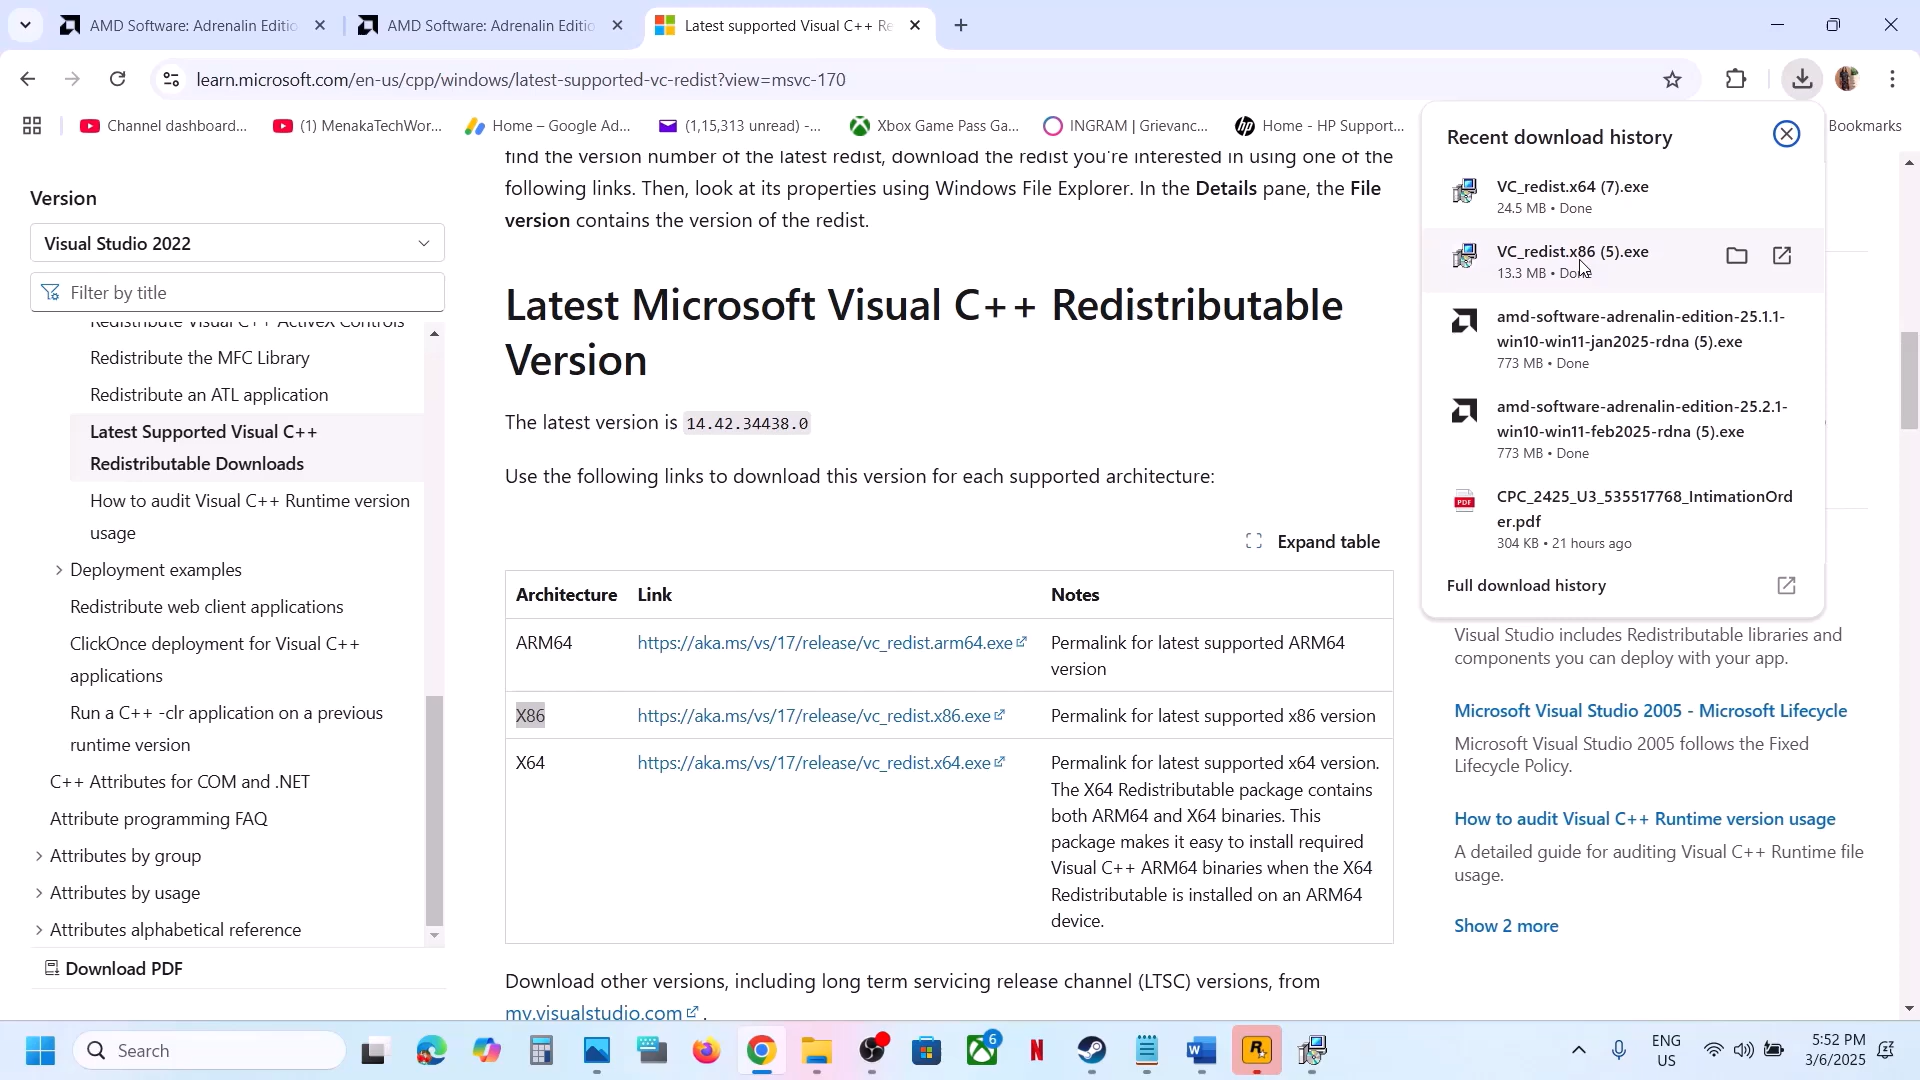 AMD Software: Adrenalin Editio
AMD Software: Adrenalin Editio
Latest supported Visual C++ Re
learn.microsoft.com/en-us/cpp/windows/latest-supported-vc-redist?view=msvc-170
Channel dashboard...
(1) MenakaTechWor...
Home – Google Ad...
(1,15,313 unread) -...
Xbox Game Pass Ga...
INGRAM | Grievanc...
Home - HP Support...
Bookmarks
Version
Visual Studio 2022
Filter by title
Redistribute Visual C++ ActiveX Controls
Redistribute the MFC Library
Redistribute an ATL application
Latest Supported Visual C++
Redistributable Downloads
How to audit Visual C++ Runtime version
usage
Deployment examples
Redistribute web client applications
ClickOnce deployment for Visual C++
applications
Run a C++ -clr application on a previous
runtime version
C++ Attributes for COM and .NET
Attribute programming FAQ
Attributes by group
Attributes by usage
Attributes alphabetical reference
Download PDF
find the version number of the latest redist, download the redist you're interested in using one of the
following links. Then, look at its properties using Windows File Explorer. In the Details pane, the File
version contains the version of the redist.
Latest Microsoft Visual C++ Redistributable
Version
The latest version is 14.42.34438.0
Use the following links to download this version for each supported architecture:
Expand table
Architecture Link Notes
ARM64 https://aka.ms/vs/17/release/vc_redist.arm64.exe Permalink for latest supported ARM64
version
X86 https://aka.ms/vs/17/release/vc_redist.x86.exe Permalink for latest supported x86 version
X64 https://aka.ms/vs/17/release/vc_redist.x64.exe Permalink for latest supported x64 version.
The X64 Redistributable package contains
both ARM64 and X64 binaries. This
package makes it easy to install required
Visual C++ ARM64 binaries when the X64
Redistributable is installed on an ARM64
device.
Download other versions, including long term servicing release channel (LTSC) versions, from
my.visualstudio.com.
Recent download history
VC_redist.x64 (7).exe
24.5 MB • Done
VC_redist.x86 (5).exe
13.3 MB • Done
amd-software-adrenalin-edition-25.1.1-
win10-win11-jan2025-rdna (5).exe
773 MB • Done
amd-software-adrenalin-edition-25.2.1-
win10-win11-feb2025-rdna (5).exe
773 MB • Done
PDF
CPC_2425_U3_535517768_IntimationOrd
er.pdf
304 KB • 21 hours ago
Full download history
Visual Studio includes Redistributable libraries and
components you can deploy with your app.
Microsoft Visual Studio 2005 - Microsoft Lifecycle
Microsoft Visual Studio 2005 follows the Fixed
Lifecycle Policy.
How to audit Visual C++ Runtime version usage
A detailed guide for auditing Visual C++ Runtime file
usage.
Show 2 more
Search
6
ENG
US
5:52 PM
3/6/2025